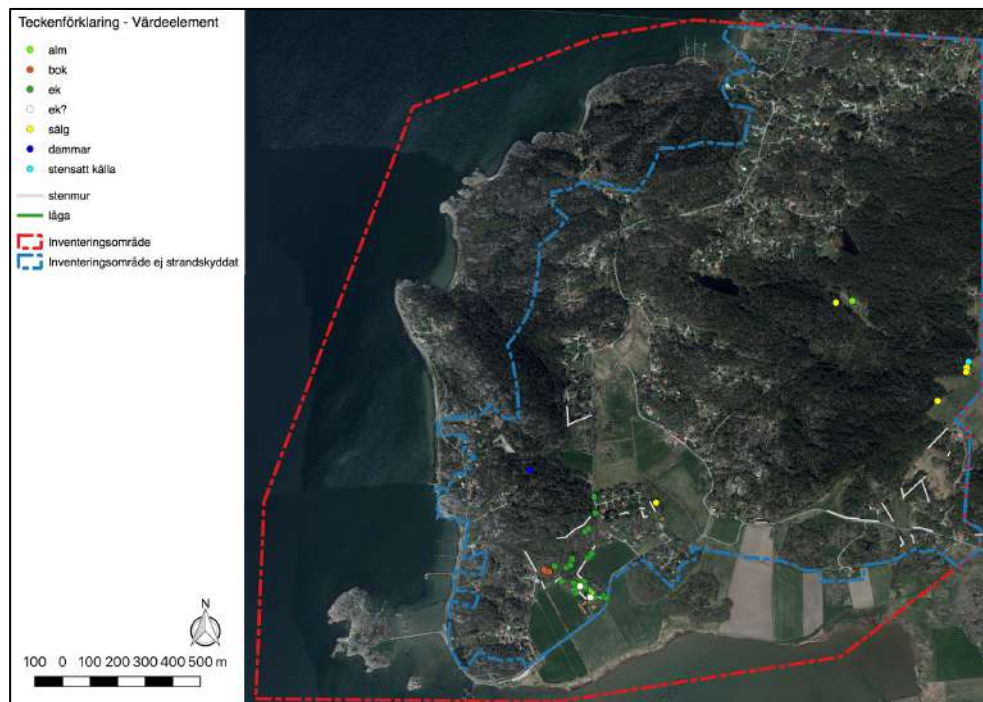 Teckenförklaring - Värdeelement
alm
bok
ek
ek?
sälg
dammar
stensatt källa
stenmur
låga
Inventeringsområde
Inventeringsområde ej strandskyddat
N
100 0 100 200 300 400 500 m